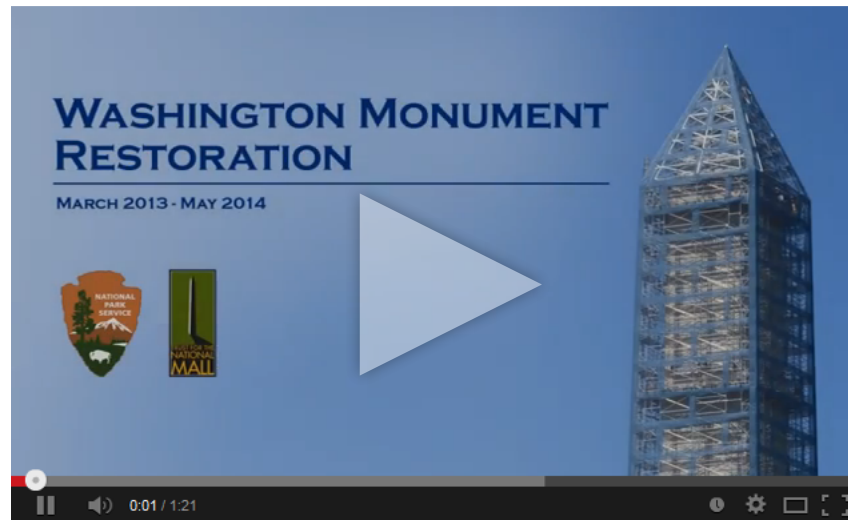 WASHINGTON MONUMENT
RESTORATION
MARCH 2013 - MAY 2014
NATIONAL
PARK
SERVICE
TRUST FOR THE
NATIONAL
MALL
0:01 / 1:21